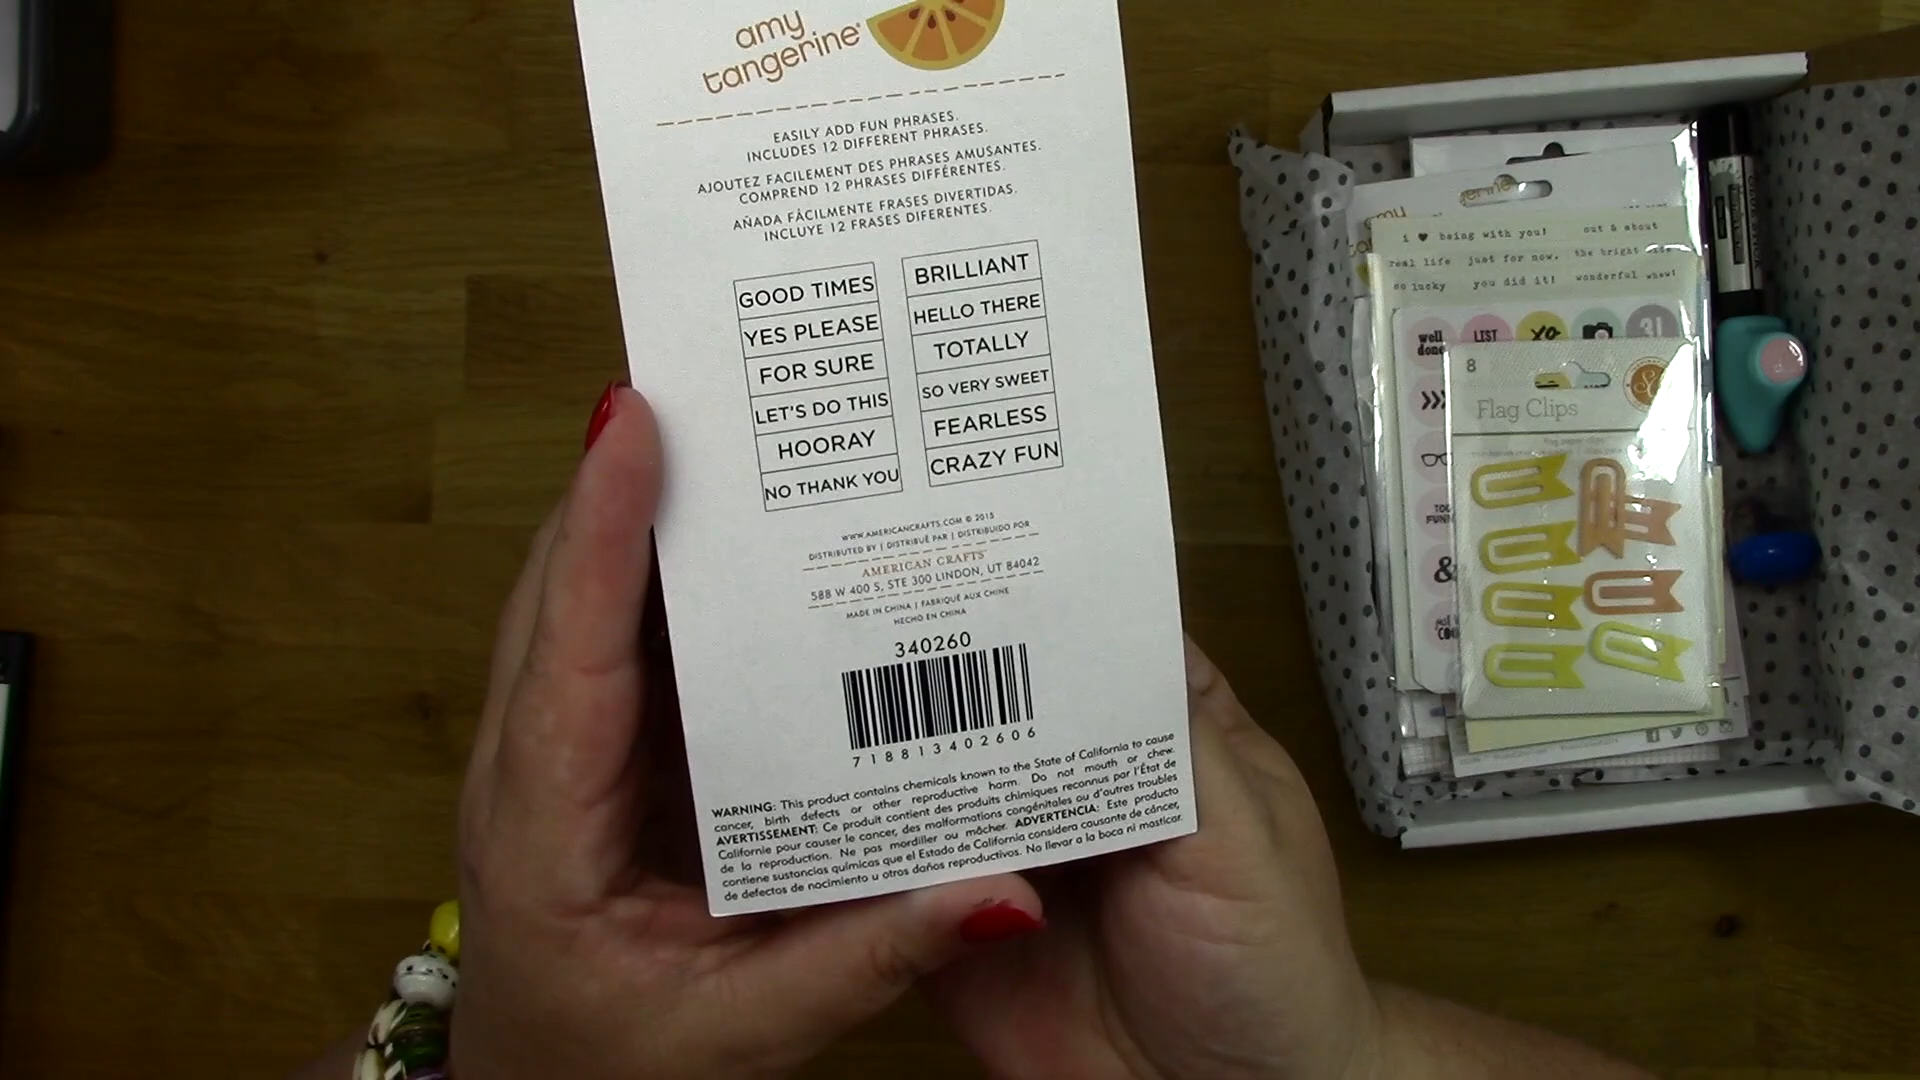 amy
tangerine®
EASILY ADD FUN PHRASES.
INCLUDES 12 DIFFERENT PHRASES.
AJOUTEZ FACILEMENT DES PHRASES AMUSANTES.
COMPREND 12 PHRASES DIFFÉRENTES.
AÑADA FÁCILMENTE FRASES DIVERTIDAS.
INCLUYE 12 FRASES DIFERENTES.
GOOD TIMES
YES PLEASE
FOR SURE
LET'S DO THIS
HOORAY
NO THANK YOU
BRILLIANT
HELLO THERE
TOTALLY
SO VERY SWEET
FEARLESS
CRAZY FUN
WWW.AMERICANCRAFTS.COM © 2015
DISTRIBUTED BY | DISTRIBUÉ PAR | DISTRIBUIDO POR
AMERICAN CRAFTS
588 W 400 S, STE 300 LINDON, UT 84042
MADE IN CHINA | FABRIQUÉ AUX CHINE
HECHO EN CHINA
340260
7 18813 40260 6
WARNING: This product contains chemicals known to the State of California to cause
cancer, birth defects or other reproductive harm. Do not mouth or chew.
AVERTISSEMENT: Ce produit contient des produits chimiques reconnus par l'État de
Californie pour causer le cancer, des malformations congénitales ou d'autres troubles
de la reproduction. Ne pas mordiller ou mâcher. ADVERTENCIA: Este producto
contiene sustancias químicas que el Estado de California considera causante de cáncer,
de defectos de nacimiento u otros daños reproductivos. No llevar a la boca ni masticar.
amy
i ♥ being with you! out & about
real life just for now. the bright
so lucky you did it! wonderful
well done
LIST
xo
31
&
8
Flag Clips